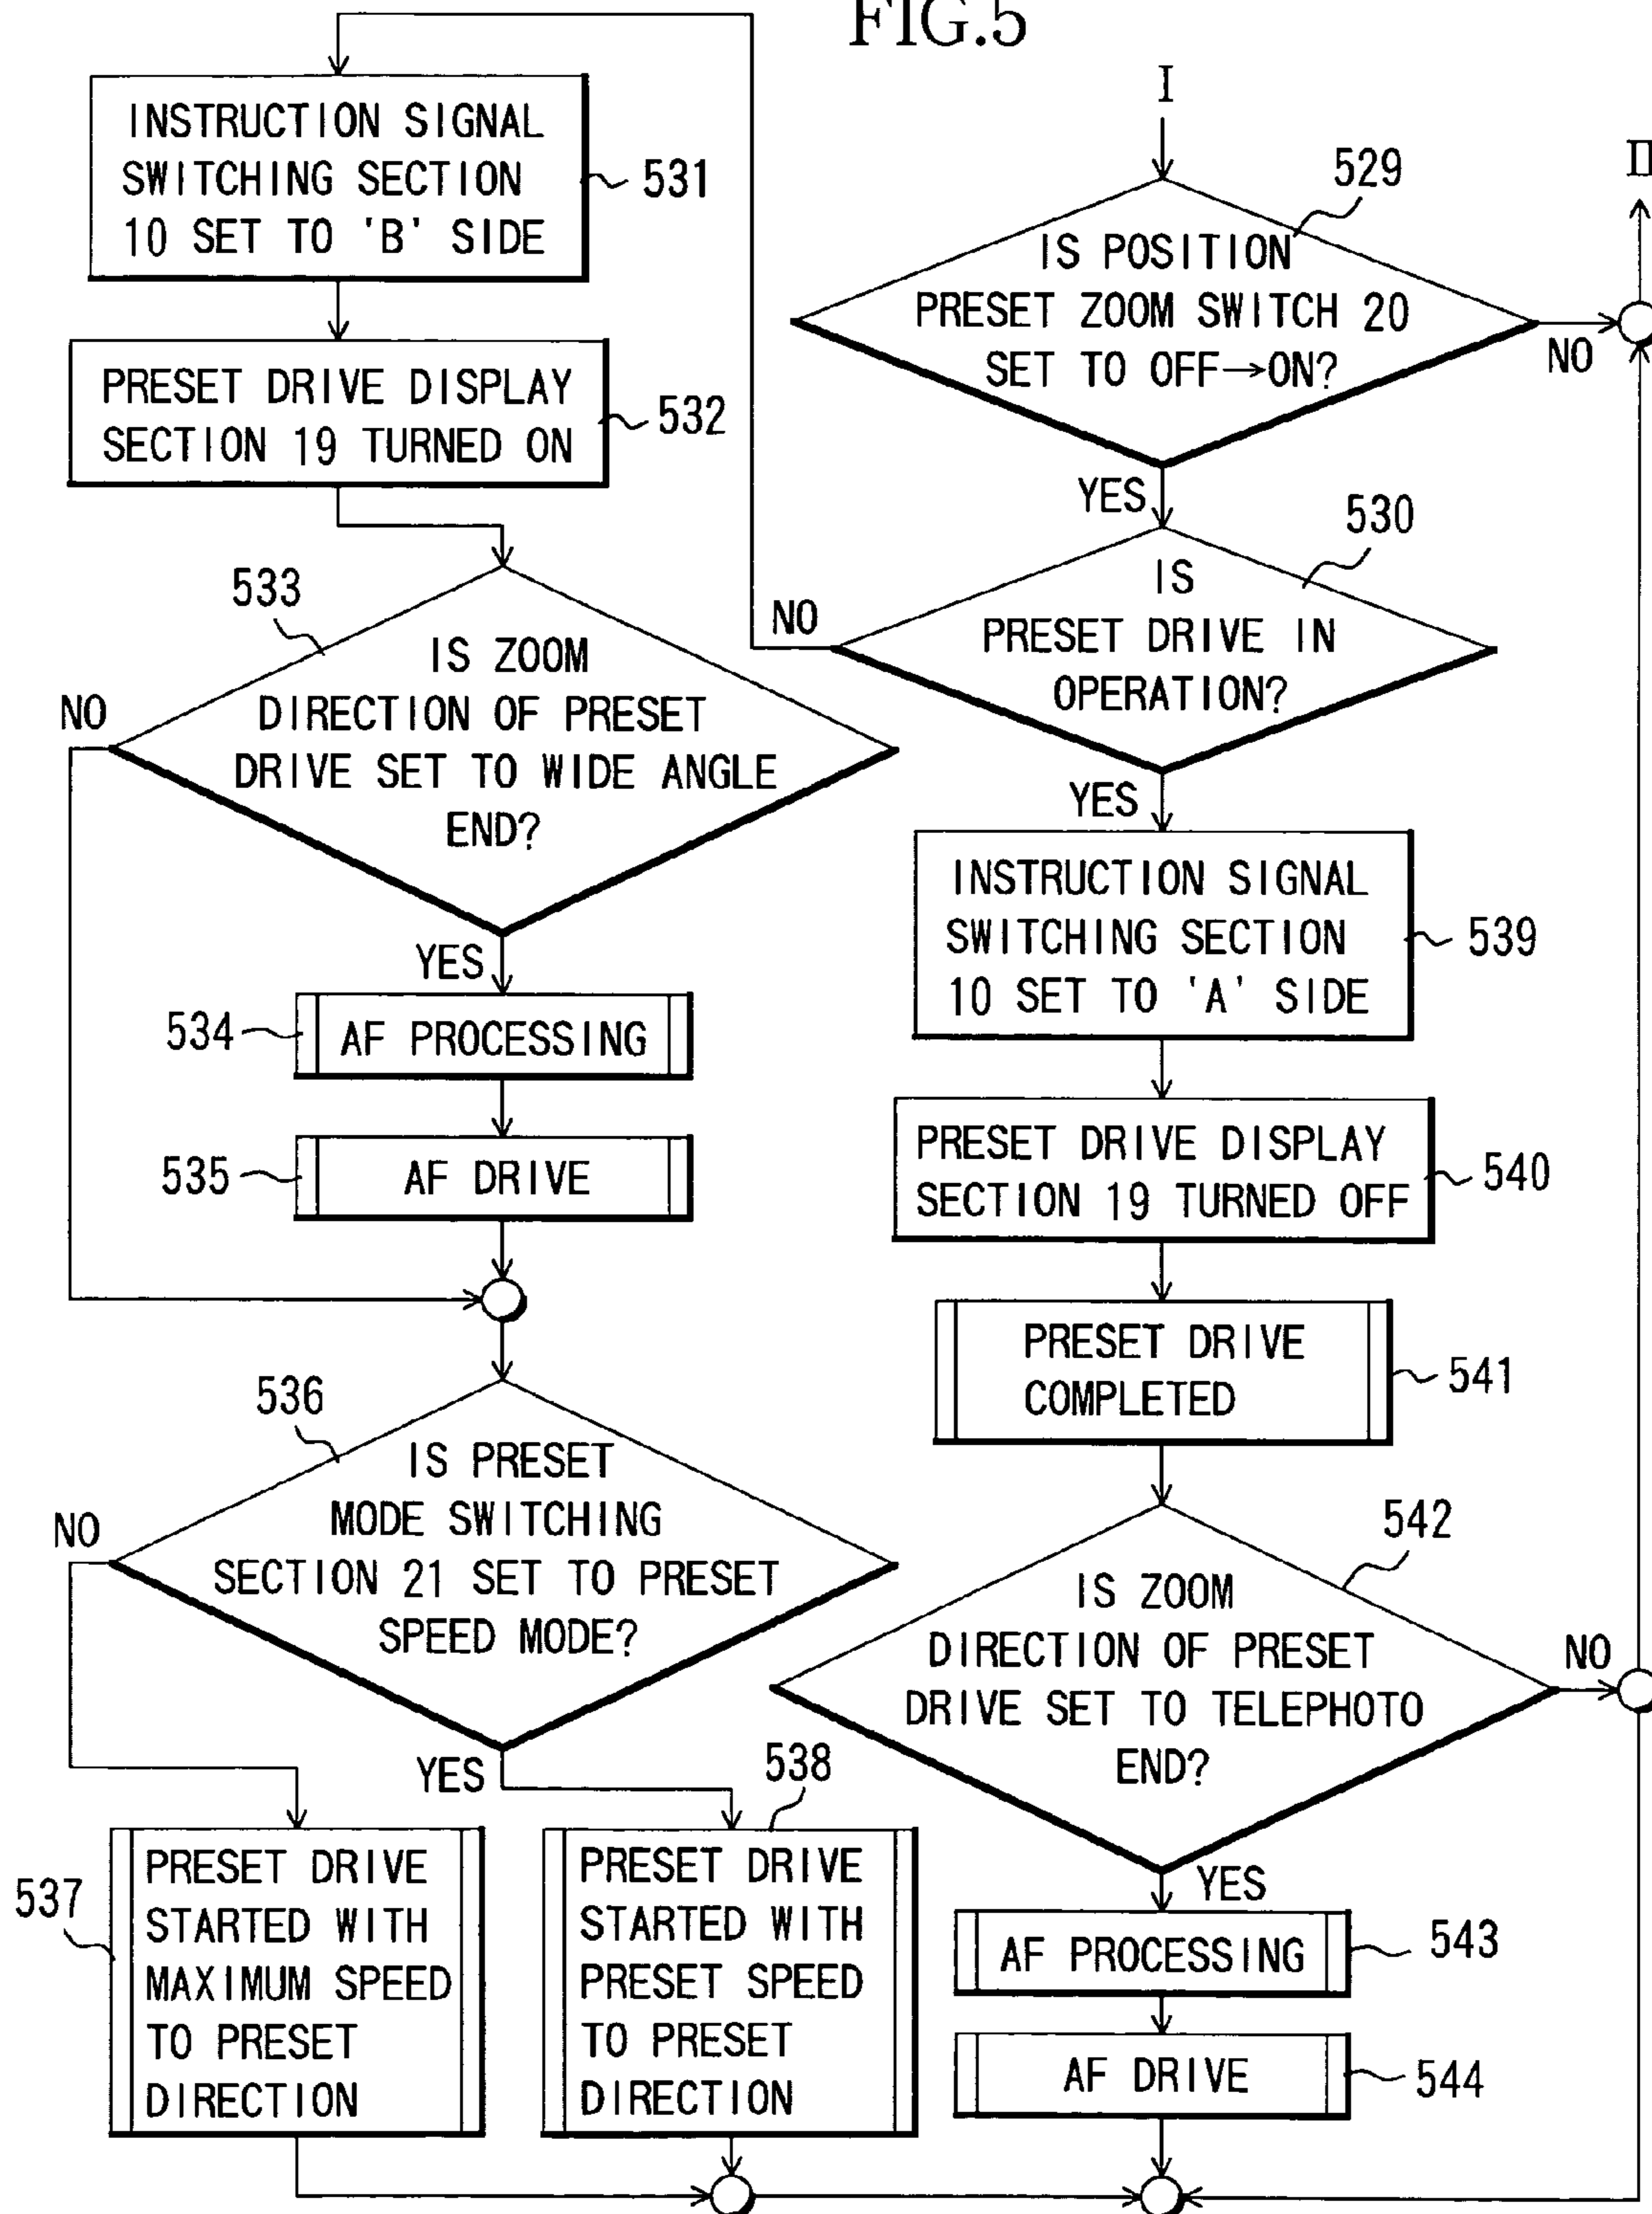 FIG.5
I
II
529
IS POSITION
PRESET ZOOM SWITCH 20
SET TO OFF→ON?
NO
YES
530
IS
PRESET DRIVE IN
OPERATION?
NO
YES
INSTRUCTION SIGNAL
SWITCHING SECTION
10 SET TO 'B' SIDE
531
PRESET DRIVE DISPLAY
SECTION 19 TURNED ON
532
533
IS ZOOM
DIRECTION OF PRESET
DRIVE SET TO WIDE ANGLE
END?
NO
YES
534
AF PROCESSING
535
AF DRIVE
536
IS PRESET
MODE SWITCHING
SECTION 21 SET TO PRESET
SPEED MODE?
NO
YES
537
PRESET DRIVE
STARTED WITH
MAXIMUM SPEED
TO PRESET
DIRECTION
538
PRESET DRIVE
STARTED WITH
PRESET SPEED
TO PRESET
DIRECTION
INSTRUCTION SIGNAL
SWITCHING SECTION
10 SET TO 'A' SIDE
539
PRESET DRIVE DISPLAY
SECTION 19 TURNED OFF
540
PRESET DRIVE
COMPLETED
541
542
IS ZOOM
DIRECTION OF PRESET
DRIVE SET TO TELEPHOTO
END?
NO
YES
AF PROCESSING
543
AF DRIVE
544